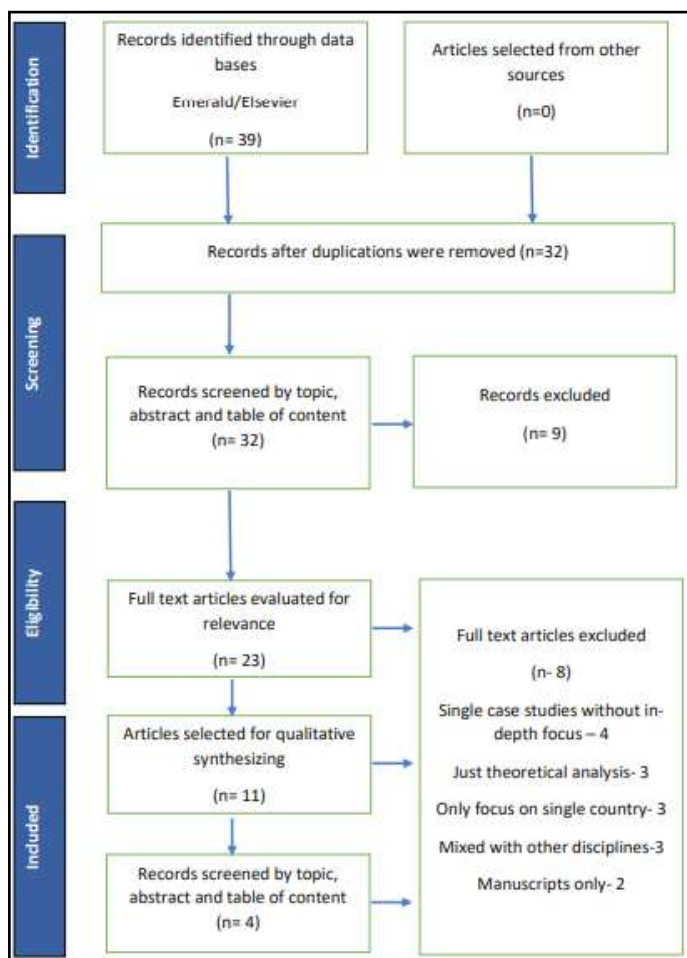 Identification
Records identified through data
bases
Emerald/Elsevier
(n= 39)
Articles selected from other
sources
(n=0)
Screening
Records after duplications were removed (n=32)
Records screened by topic,
abstract and table of content
(n= 32)
Records excluded
(n= 9)
Eligibility
Full text articles evaluated for
relevance
(n= 23)
Full text articles excluded
(n- 8)
Single case studies without in-
depth focus – 4
Just theoretical analysis- 3
Only focus on single country- 3
Mixed with other disciplines-3
Manuscripts only- 2
Included
Articles selected for qualitative
synthesizing
(n= 11)
Records screened by topic,
abstract and table of content
(n= 4)